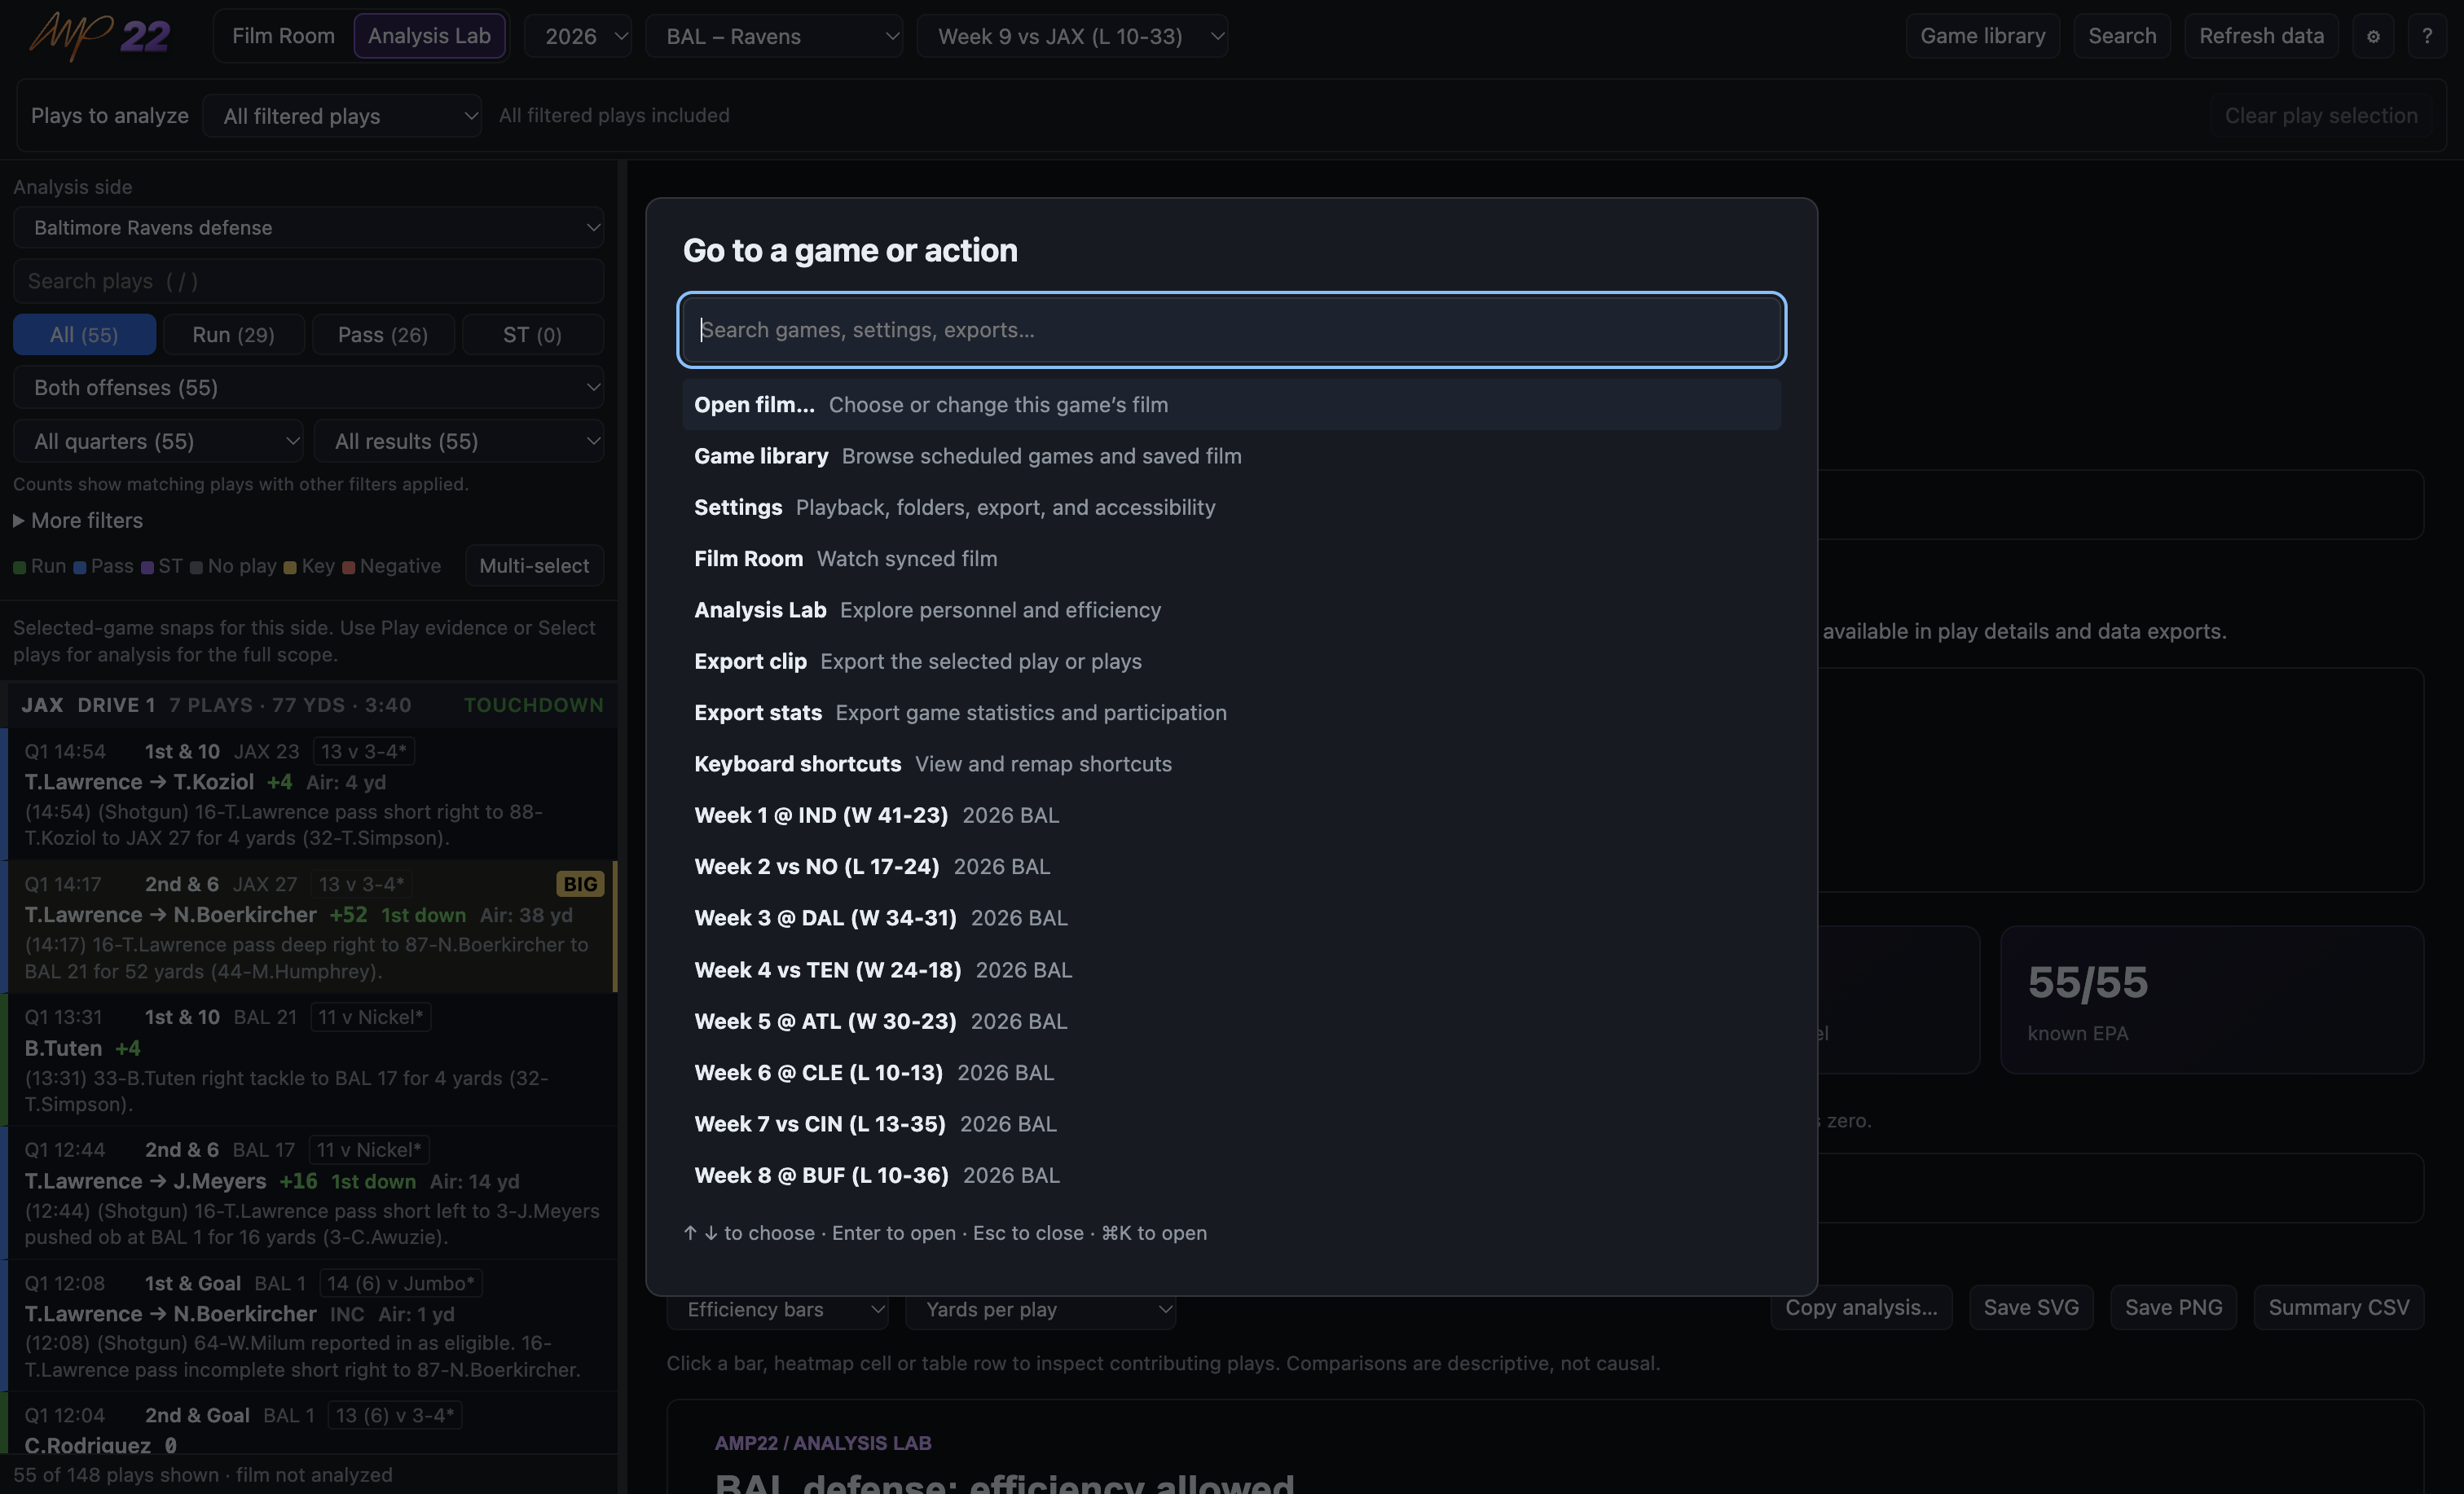 AMP 22
Film Room
Analysis Lab
2026
BAL – Ravens
Week 9 vs JAX (L 10-33)
Game library
Search
Refresh data
?
Plays to analyze
All filtered plays
All filtered plays included
Clear play selection
Analysis side
Baltimore Ravens defense
Search plays ( / )
All (55)
Run (29)
Pass (26)
ST (0)
Both offenses (55)
All quarters (55)
All results (55)
Counts show matching plays with other filters applied.
More filters
Run Pass ST No play Key Negative
Multi-select
Selected-game snaps for this side. Use Play evidence or Select
plays for analysis for the full scope.
JAX DRIVE 1 7 PLAYS · 77 YDS · 3:40 TOUCHDOWN
Q1 14:54 1st & 10 JAX 23 13 v 3-4*
T.Lawrence → T.Koziol +4 Air: 4 yd
(14:54) (Shotgun) 16-T.Lawrence pass short right to 88-
T.Koziol to JAX 27 for 4 yards (32-T.Simpson).
Q1 14:17 2nd & 6 JAX 27 13 v 3-4* BIG
T.Lawrence → N.Boerkircher +52 1st down Air: 38 yd
(14:17) 16-T.Lawrence pass deep right to 87-N.Boerkircher to
BAL 21 for 52 yards (44-M.Humphrey).
Q1 13:31 1st & 10 BAL 21 11 v Nickel*
B.Tuten +4
(13:31) 33-B.Tuten right tackle to BAL 17 for 4 yards (32-
T.Simpson).
Q1 12:44 2nd & 6 BAL 17 11 v Nickel*
T.Lawrence → J.Meyers +16 1st down Air: 14 yd
(12:44) (Shotgun) 16-T.Lawrence pass short left to 3-J.Meyers
pushed ob at BAL 1 for 16 yards (3-C.Awuzie).
Q1 12:08 1st & Goal BAL 1 14 (6) v Jumbo*
T.Lawrence → N.Boerkircher INC Air: 1 yd
(12:08) (Shotgun) 64-W.Milum reported in as eligible. 16-
T.Lawrence pass incomplete short right to 87-N.Boerkircher.
Q1 12:04 2nd & Goal BAL 1 13 (6) v 3-4*
C.Rodriguez 0
55 of 148 plays shown · film not analyzed
Go to a game or action
Search games, settings, exports...
Open film... Choose or change this game’s film
Game library Browse scheduled games and saved film
Settings Playback, folders, export, and accessibility
Film Room Watch synced film
Analysis Lab Explore personnel and efficiency
Export clip Export the selected play or plays
Export stats Export game statistics and participation
Keyboard shortcuts View and remap shortcuts
Week 1 @ IND (W 41-23) 2026 BAL
Week 2 vs NO (L 17-24) 2026 BAL
Week 3 @ DAL (W 34-31) 2026 BAL
Week 4 vs TEN (W 24-18) 2026 BAL
Week 5 @ ATL (W 30-23) 2026 BAL
Week 6 @ CLE (L 10-13) 2026 BAL
Week 7 vs CIN (L 13-35) 2026 BAL
Week 8 @ BUF (L 10-36) 2026 BAL
↑ ↓ to choose · Enter to open · Esc to close · ⌘K to open
available in play details and data exports.
55/55
known EPA
zero.
Efficiency bars
Yards per play
Copy analysis...
Save SVG
Save PNG
Summary CSV
Click a bar, heatmap cell or table row to inspect contributing plays. Comparisons are descriptive, not causal.
AMP22 / ANALYSIS LAB
BAL defense: efficiency allowed